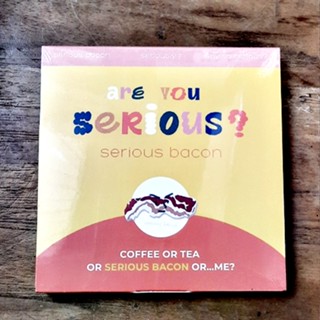 are you
serious?
serious bacon
COFFEE OR TEA
OR SERIOUS BACON OR...ME?